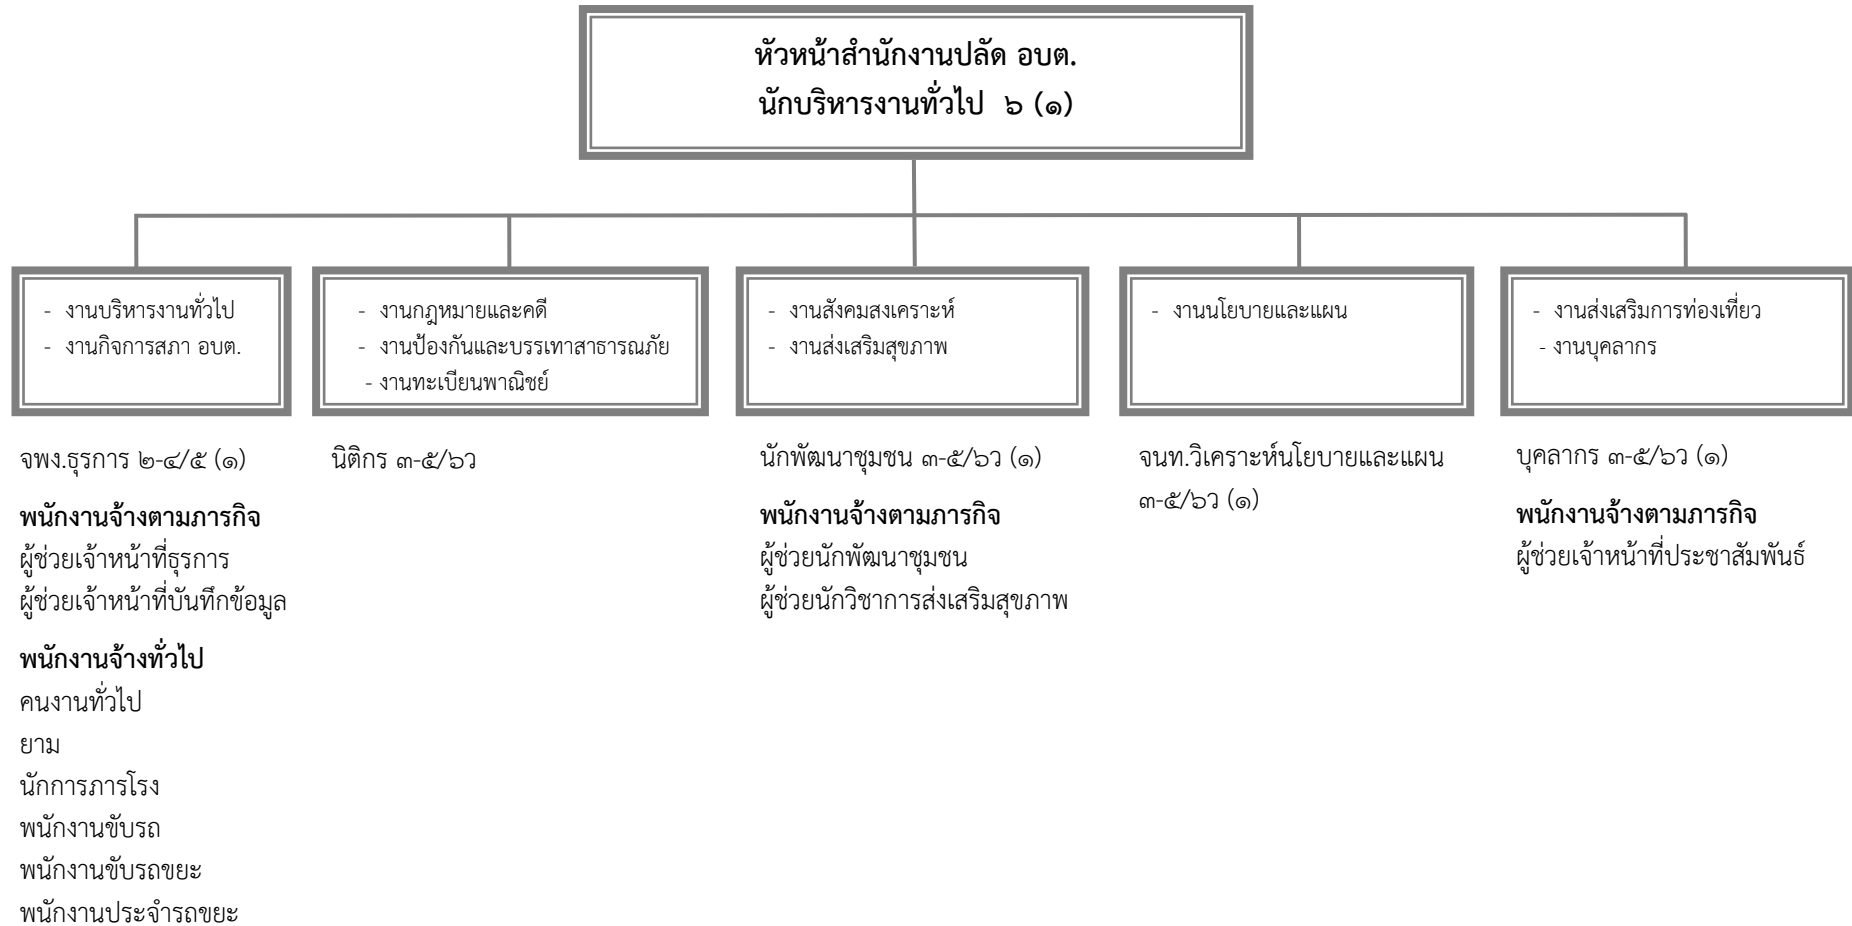 หัวหน้าสำนักงานปลัด อบต.
นักบริหารงานทั่วไป ๖ (๑)
- งานบริหารงานทั่วไป
- งานกิจการสภา อบต.
- งานกฎหมายและคดี
- งานป้องกันและบรรเทาสาธารณภัย
- งานทะเบียนพาณิชย์
- งานสังคมสงเคราะห์
- งานส่งเสริมสุขภาพ
- งานนโยบายและแผน
- งานส่งเสริมการท่องเที่ยว
- งานบุคลากร
จพง.ธุรการ ๒-๔/๕ (๑)
พนักงานจ้างตามภารกิจ
ผู้ช่วยเจ้าหน้าที่ธุรการ
ผู้ช่วยเจ้าหน้าที่บันทึกข้อมูล
พนักงานจ้างทั่วไป
คนงานทั่วไป
ยาม
นักการภารโรง
พนักงานขับรถ
พนักงานขับรถขยะ
พนักงานประจำรถขยะ
นิติกร ๓-๕/๖ว
นักพัฒนาชุมชน ๓-๕/๖ว (๑)
พนักงานจ้างตามภารกิจ
ผู้ช่วยนักพัฒนาชุมชน
ผู้ช่วยนักวิชาการส่งเสริมสุขภาพ
จนท.วิเคราะห์นโยบายและแผน
๓-๕/๖ว (๑)
บุคลากร ๓-๕/๖ว (๑)
พนักงานจ้างตามภารกิจ
ผู้ช่วยเจ้าหน้าที่ประชาสัมพันธ์